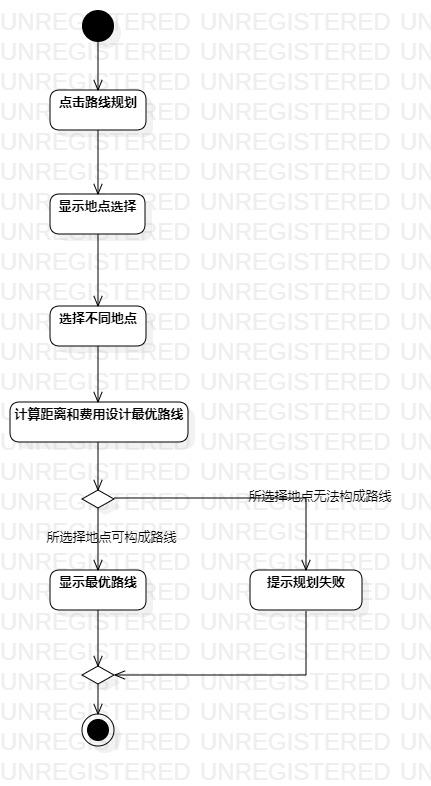 点击路线规划
显示地点选择
选择不同地点
计算距离和费用设计最优路线
所选择地点无法构成路线
所选择地点可构成路线
显示最优路线
提示规划失败
UNREGISTERED